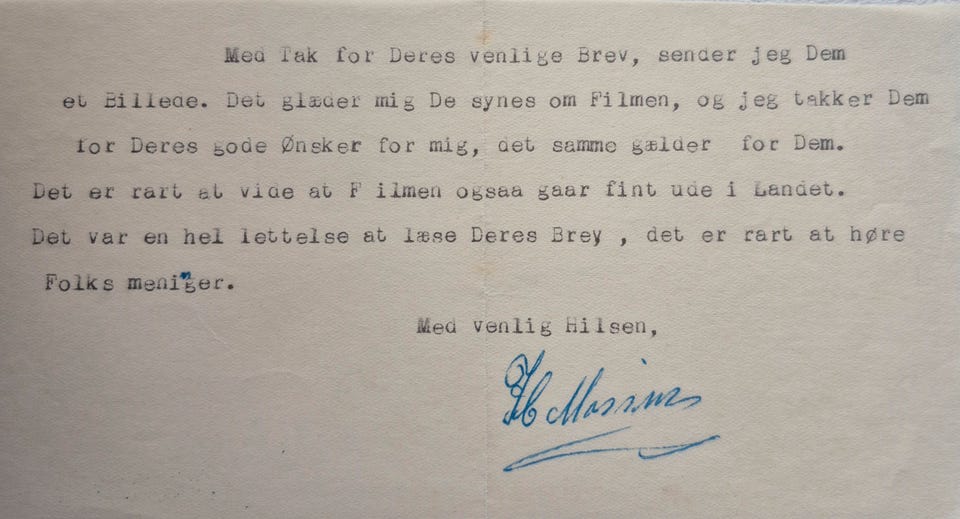 Med Tak for Deres venlige Brev, sender jeg Dem
et Billede. Det glæder mig De synes om Filmen, og jeg takker Dem
for Deres gode Ønsker for mig, det samme gælder for Dem.
Det er rart at vide at F ilmen ogsaa gaar fint ude i Landet.
Det var en hel lettelse at læse Deres Brev , det er rart at høre
Folks meninger.
Med venlig Hilsen,